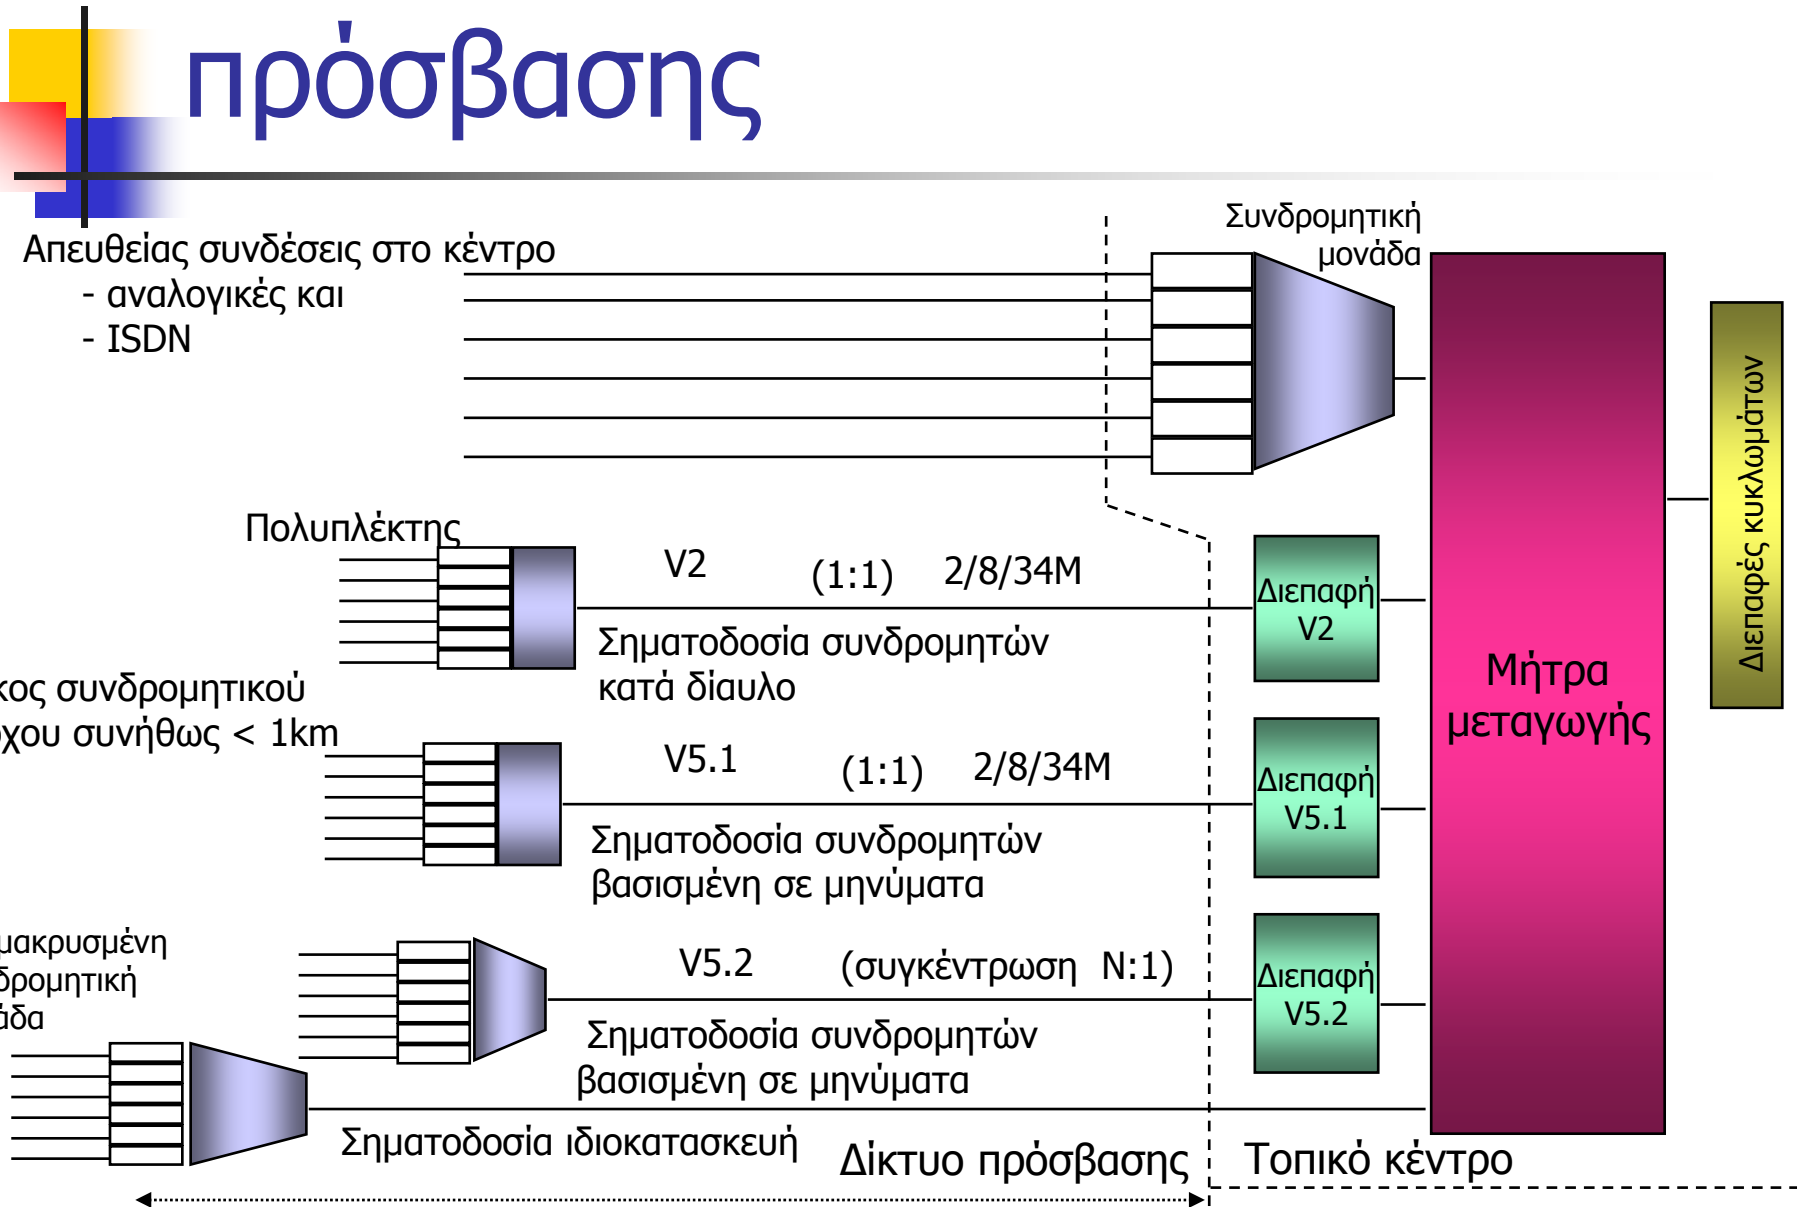 πρόσβασης
Συνδρομητική
μονάδα
Απευθείας συνδέσεις στο κέντρο
- αναλογικές και
- ISDN
Διεπαφές κυκλωμάτων
Πολυπλέκτης
V2 (1:1) 2/8/34M
Διεπαφή
V2
Σηματοδοσία συνδρομητών
κατά δίαυλο
Μήτρα
μεταγωγής
κος συνδρομητικού
χου συνήθως < 1km
V5.1 (1:1) 2/8/34M
Διεπαφή
V5.1
Σηματοδοσία συνδρομητών
βασισμένη σε μηνύματα
μακρυσμένη
δρομητική
άδα
V5.2 (συγκέντρωση N:1)
Διεπαφή
V5.2
Σηματοδοσία συνδρομητών
βασισμένη σε μηνύματα
Σηματοδοσία ιδιοκατασκευή
Δίκτυο πρόσβασης
Τοπικό κέντρο